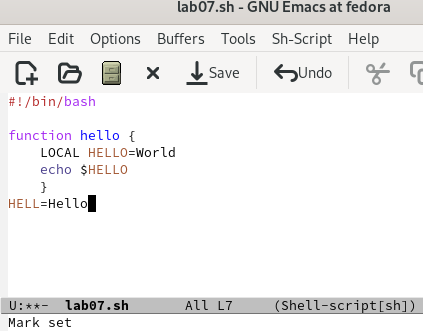 lab07.sh - GNU Emacs at fedora
File Edit Options Buffers Tools Sh-Script Help
Save Undo
#!/bin/bash
function hello {
    LOCAL HELLO=World
    echo $HELLO
    }
HELL=Hello
U:**-  lab07.sh       All L7     (Shell-script[sh])
Mark set